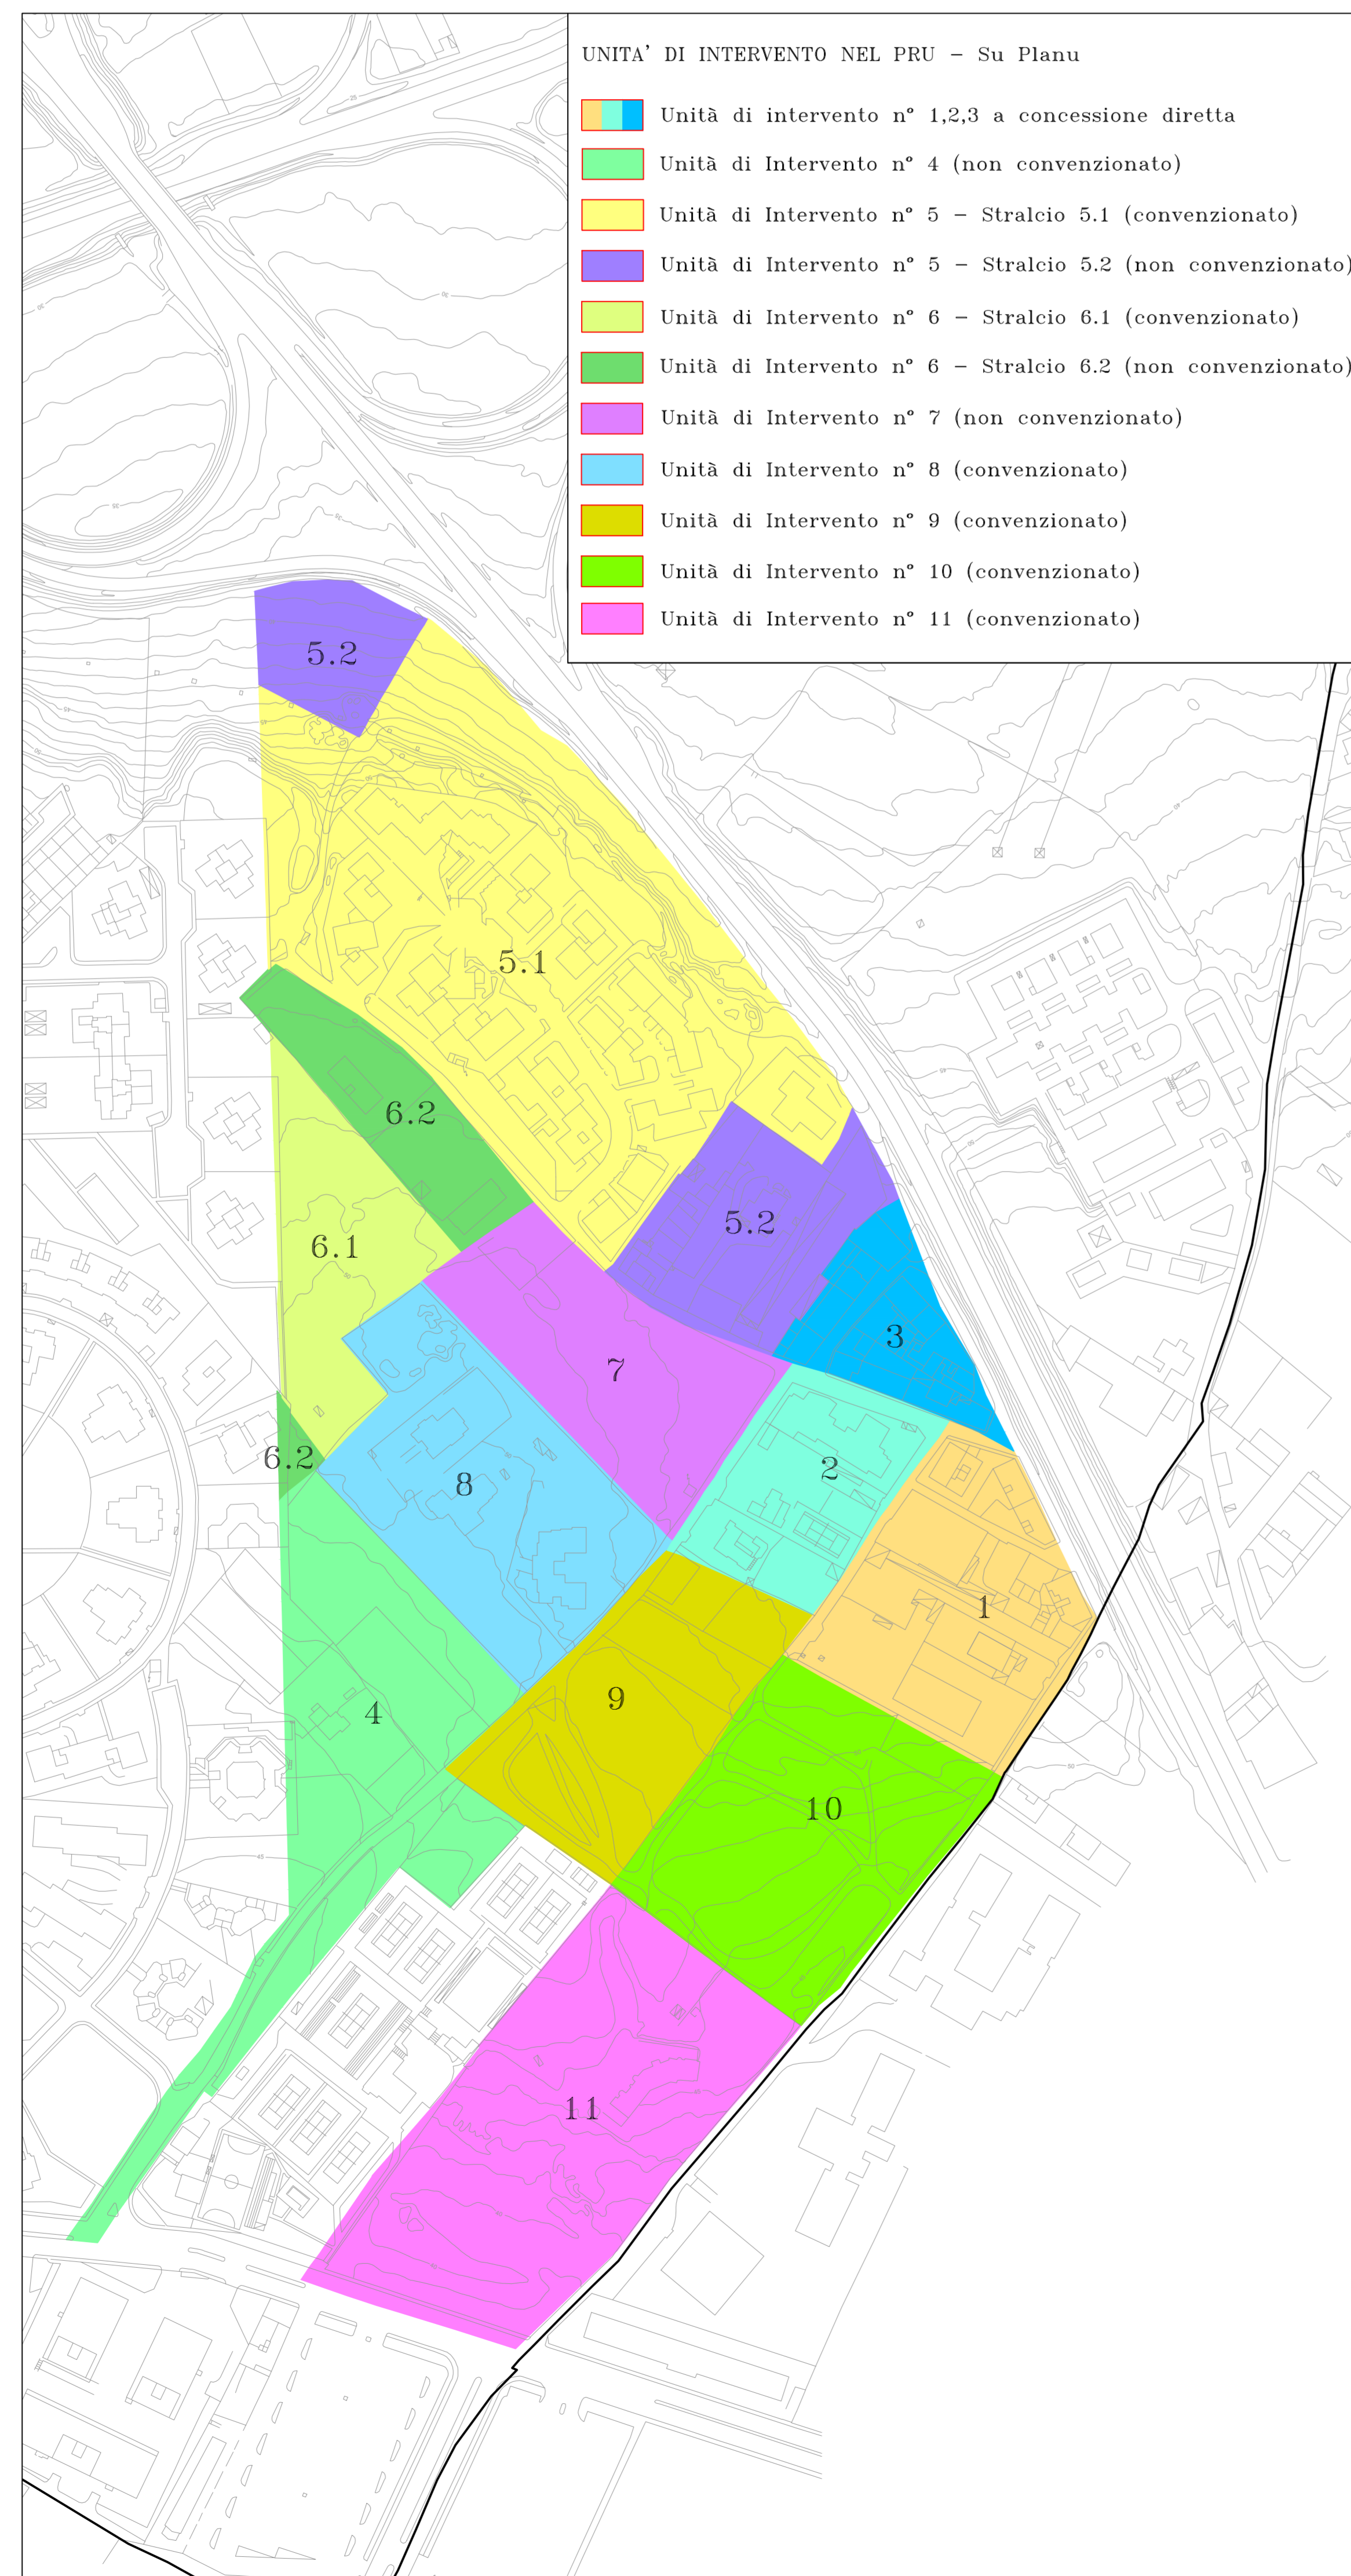 UNITA' DI INTERVENTO NEL PRU - Su Planu
Unità di intervento n° 1,2,3 a concessione diretta
Unità di Intervento n° 4 (non convenzionato)
Unità di Intervento n° 5 - Stralcio 5.1 (convenzionato)
Unità di Intervento n° 5 - Stralcio 5.2 (non convenzionato)
Unità di Intervento n° 6 - Stralcio 6.1 (convenzionato)
Unità di Intervento n° 6 - Stralcio 6.2 (non convenzionato)
Unità di Intervento n° 7 (non convenzionato)
Unità di Intervento n° 8 (convenzionato)
Unità di Intervento n° 9 (convenzionato)
Unità di Intervento n° 10 (convenzionato)
Unità di Intervento n° 11 (convenzionato)
5.2
5.1
6.2
5.2
6.1
3
7
2
6.2
8
1
9
4
10
11